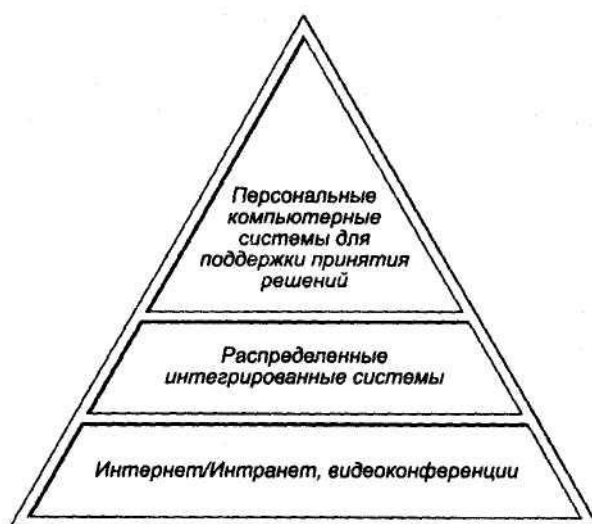 Персональные
компьютерные
системы для
поддержки принятия
решений
Распределенные
интегрированные системы
Интернет/Интранет, видеоконференции